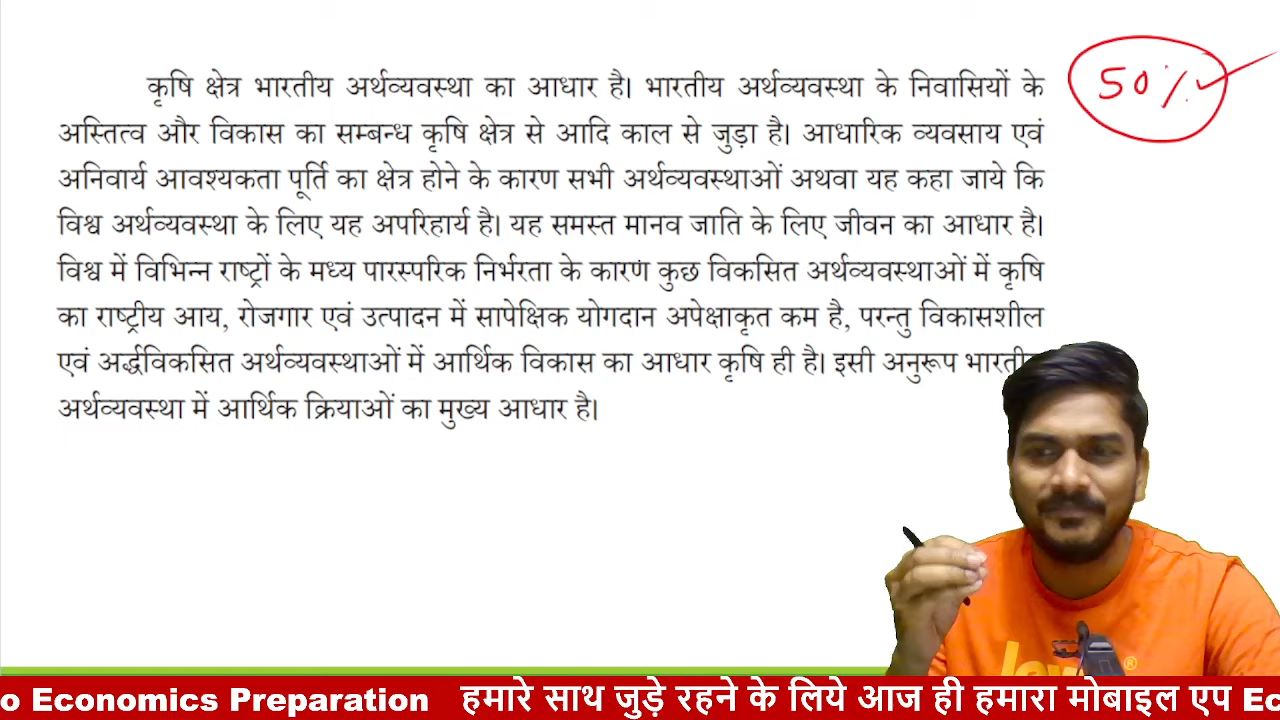 कृषि क्षेत्र भारतीय अर्थव्यवस्था का आधार है। भारतीय अर्थव्यवस्था के निवासियों के
50%
अस्तित्व और विकास का सम्बन्ध कृषि क्षेत्र से आदि काल से जुड़ा है। आधारिक व्यवसाय एवं
अनिवार्य आवश्यकता पूर्ति का क्षेत्र होने के कारण सभी अर्थव्यवस्थाओं अथवा यह कहा जाये कि
विश्व अर्थव्यवस्था के लिए यह अपरिहार्य है। यह समस्त मानव जाति के लिए जीवन का आधार है।
विश्व में विभिन्न राष्ट्रों के मध्य पारस्परिक निर्भरता के कारण कुछ विकसित अर्थव्यवस्थाओं में कृषि
का राष्ट्रीय आय, रोजगार एवं उत्पादन में सापेक्षिक योगदान अपेक्षाकृत कम है, परन्तु विकासशील
एवं अर्द्धविकसित अर्थव्यवस्थाओं में आर्थिक विकास का आधार कृषि ही है। इसी अनुरूप
अर्थव्यवस्था में आर्थिक क्रियाओं का मुख्य आधार है।
o Economics Preparation हमारे साथ जुड़े रहने के लिये आज ही हमारा मोबाइल एप Ec